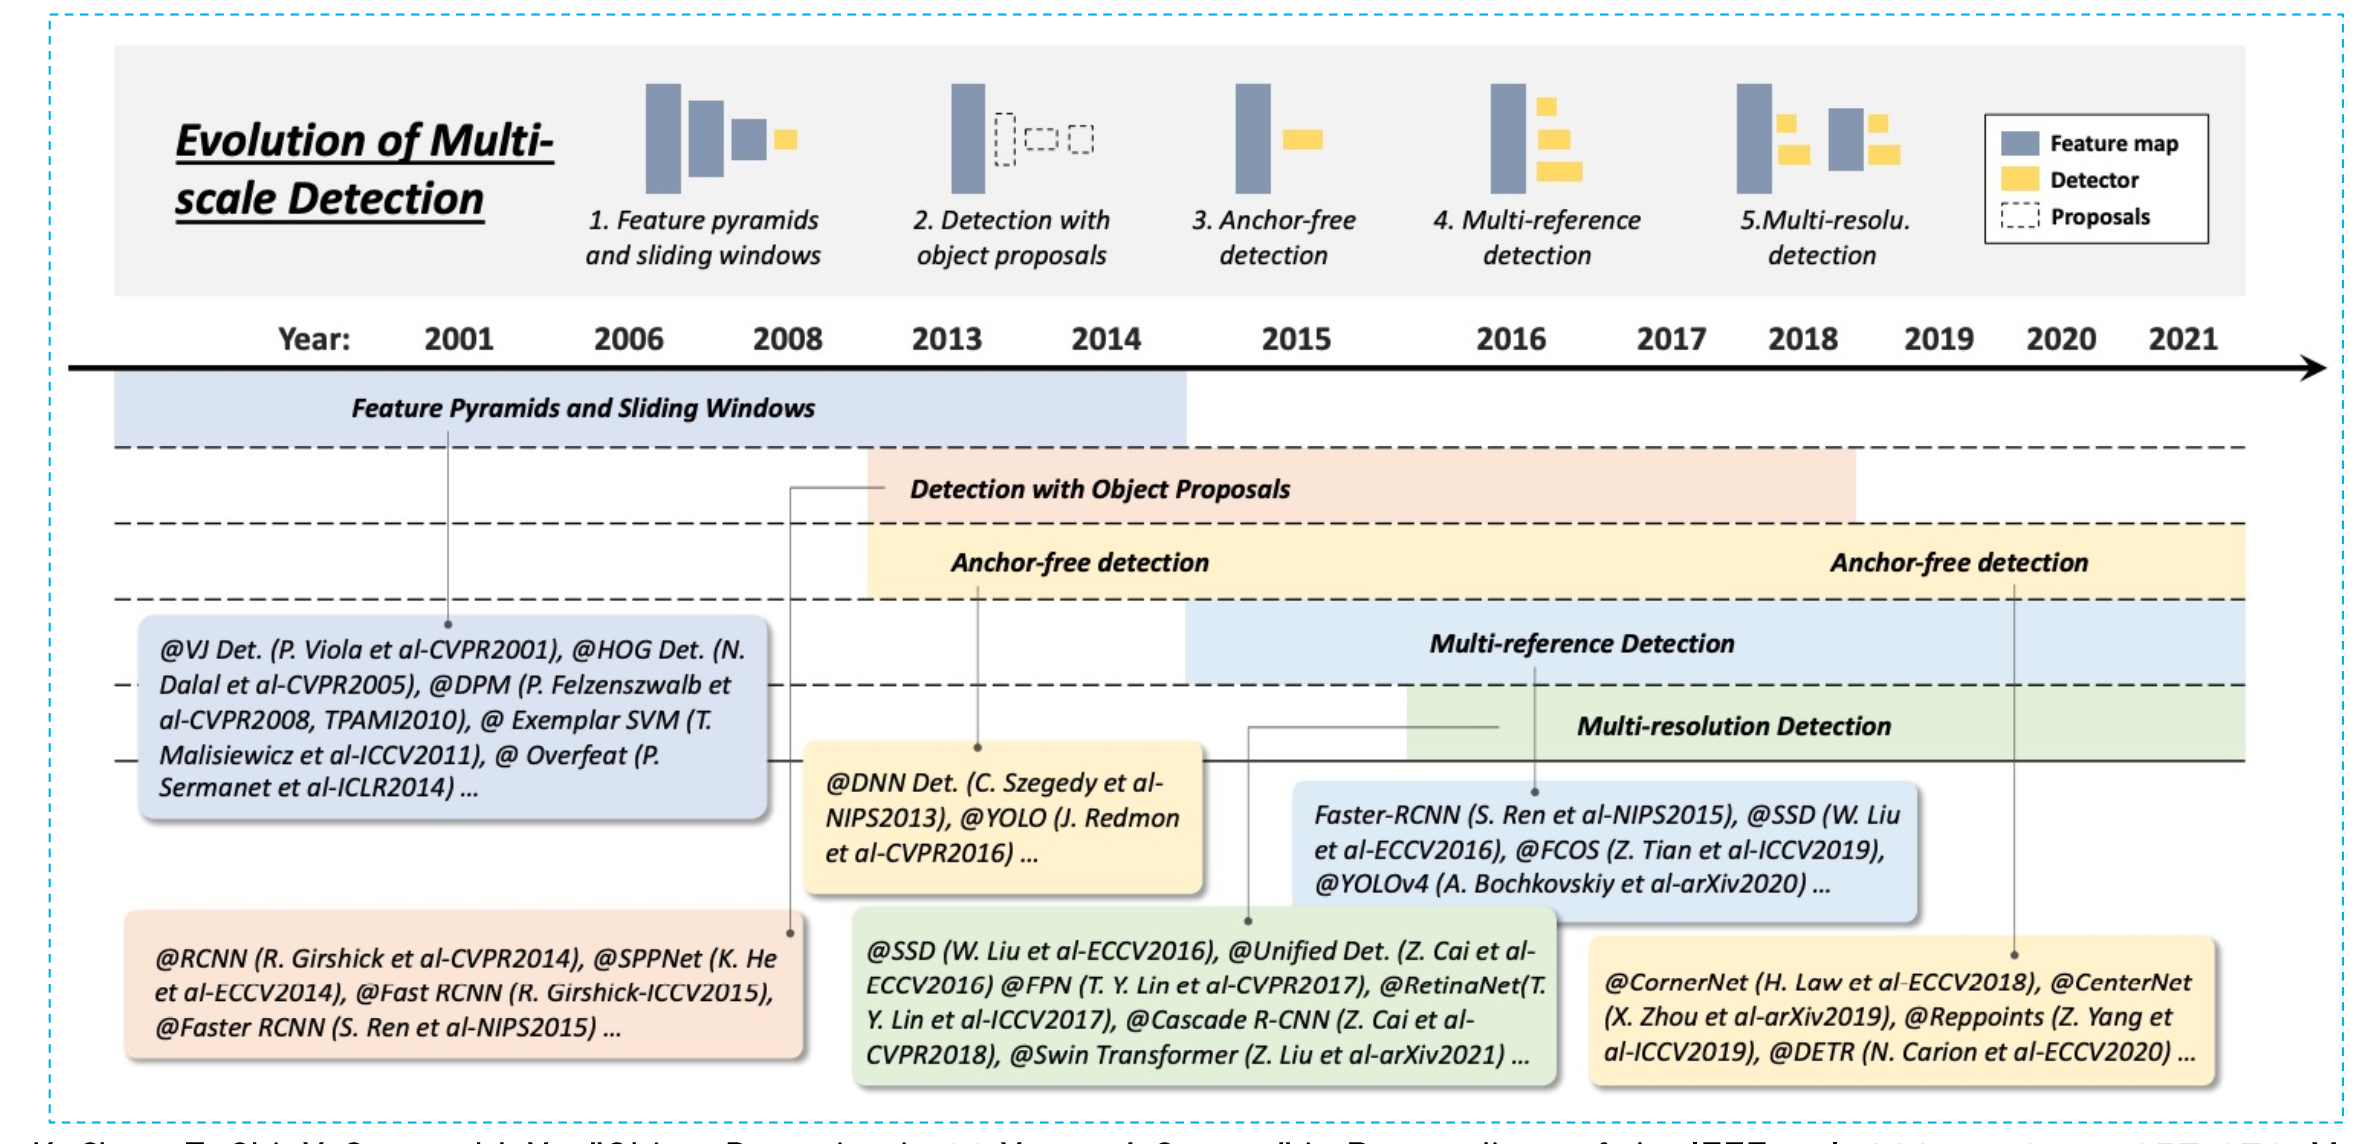 Evolution of Multi-
scale Detection
1. Feature pyramids
and sliding windows
2. Detection with
object proposals
3. Anchor-free
detection
4. Multi-reference
detection
5.Multi-resolu.
detection
Feature map
Detector
Proposals
Year: 2001 2006 2008 2013 2014 2015 2016 2017 2018 2019 2020 2021
Feature Pyramids and Sliding Windows
Detection with Object Proposals
Anchor-free detection Anchor-free detection
Multi-reference Detection
Multi-resolution Detection
@VJ Det. (P. Viola et al-CVPR2001), @HOG Det. (N.
Dalal et al-CVPR2005), @DPM (P. Felzenszwalb et
al-CVPR2008, TPAMI2010), @ Exemplar SVM (T.
Malisiewicz et al-ICCV2011), @ Overfeat (P.
Sermanet et al-ICLR2014) ...
@DNN Det. (C. Szegedy et al-
NIPS2013), @YOLO (J. Redmon
et al-CVPR2016) ...
Faster-RCNN (S. Ren et al-NIPS2015), @SSD (W. Liu
et al-ECCV2016), @FCOS (Z. Tian et al-ICCV2019),
@YOLOv4 (A. Bochkovskiy et al-arXiv2020) ...
@RCNN (R. Girshick et al-CVPR2014), @SPPNet (K. He
et al-ECCV2014), @Fast RCNN (R. Girshick-ICCV2015),
@Faster RCNN (S. Ren et al-NIPS2015) ...
@SSD (W. Liu et al-ECCV2016), @Unified Det. (Z. Cai et al-
ECCV2016) @FPN (T. Y. Lin et al-CVPR2017), @RetinaNet(T.
Y. Lin et al-ICCV2017), @Cascade R-CNN (Z. Cai et al-
CVPR2018), @Swin Transformer (Z. Liu et al-arXiv2021) ...
@CornerNet (H. Law et al-ECCV2018), @CenterNet
(X. Zhou et al-arXiv2019), @Reppoints (Z. Yang et
al-ICCV2019), @DETR (N. Carion et al-ECCV2020) ...